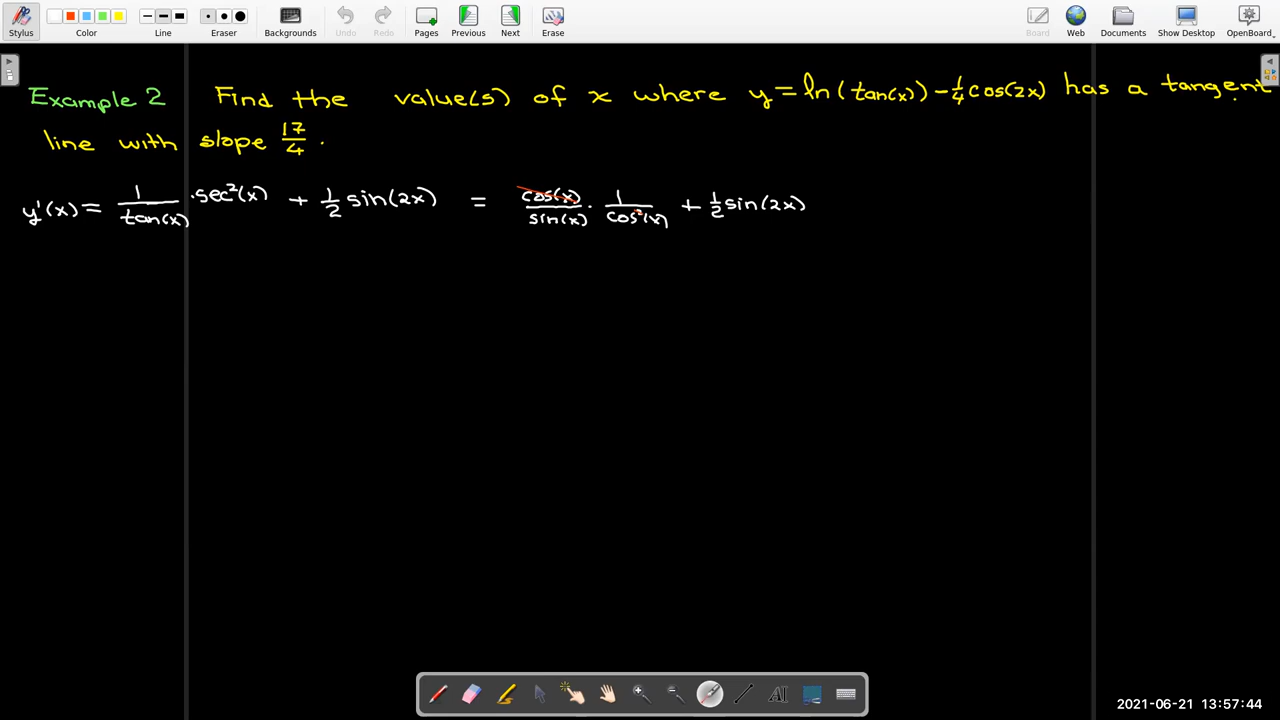 Stylus Color Line Eraser Backgrounds Undo Redo Pages Previous Next Erase Board Web Documents Show Desktop OpenBoard
Example 2 Find the value(s) of x where y = ln(tan(x)) - 1/4 cos(2x) has a tangent
line with slope 17/4.
y'(x) = 1/tan(x) · sec²(x) + 1/2 sin(2x) = cos(x)/sin(x) · 1/cos²(x) + 1/2 sin(2x)
AI
2021-06-21 13:57:44